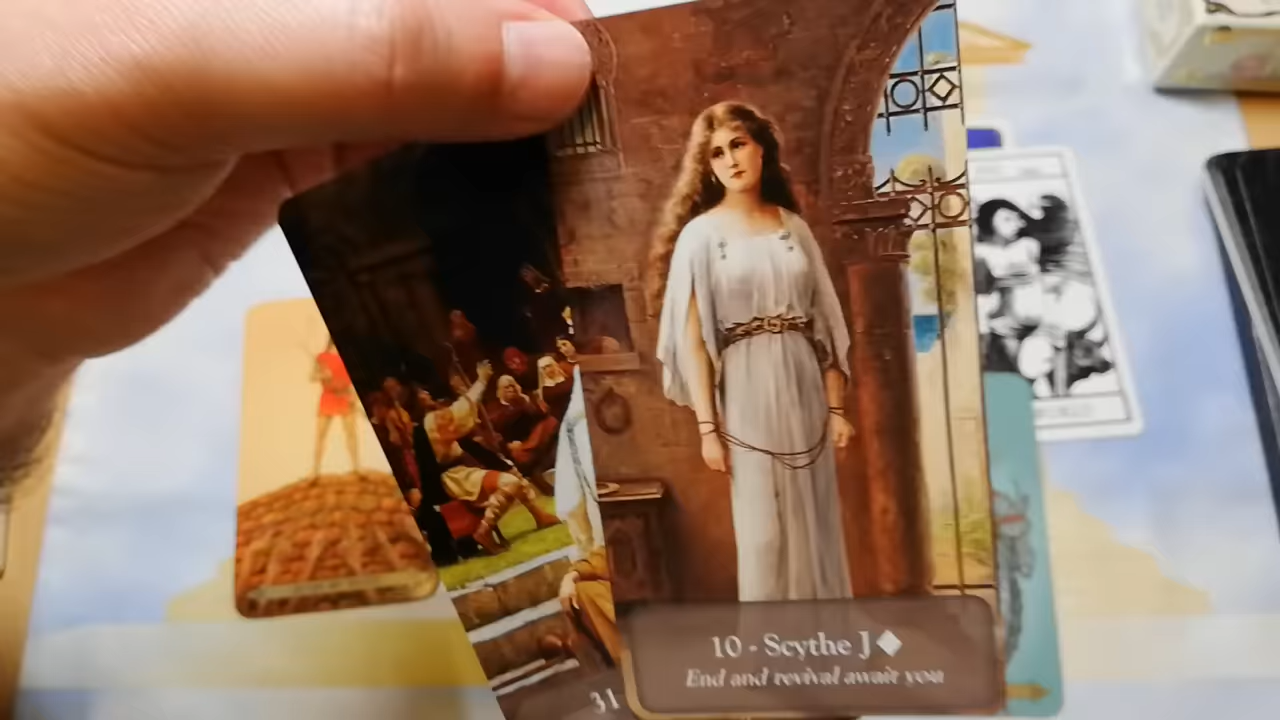 10 - Scythe J♦
End and revival await you
31